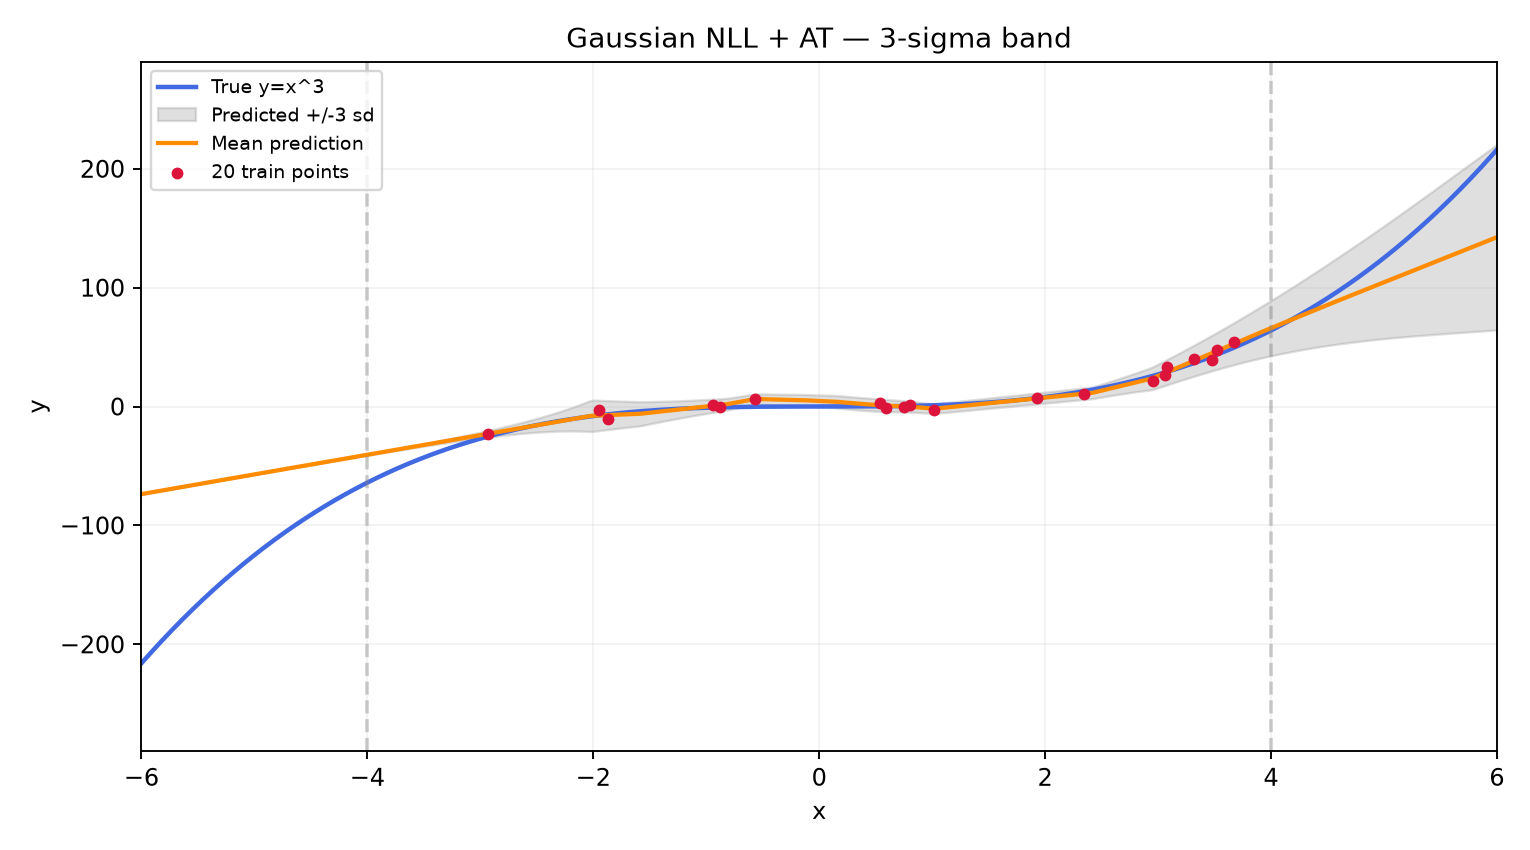 Gaussian NLL + AT — 3-sigma band
True y=x^3
Predicted +/-3 sd
Mean prediction
20 train points
200
100
0
−100
−200
y
−6
−4
−2
0
2
4
6
x